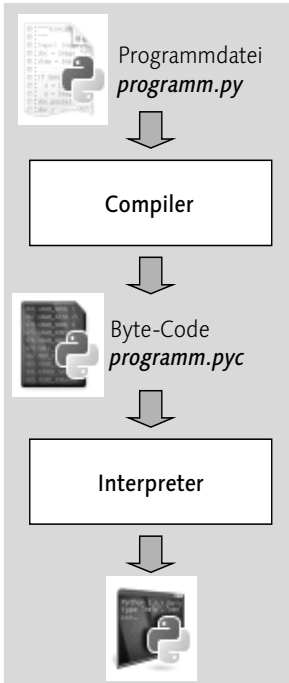 Programmdatei
programm.py
Compiler
Byte-Code
programm.pyc
Interpreter